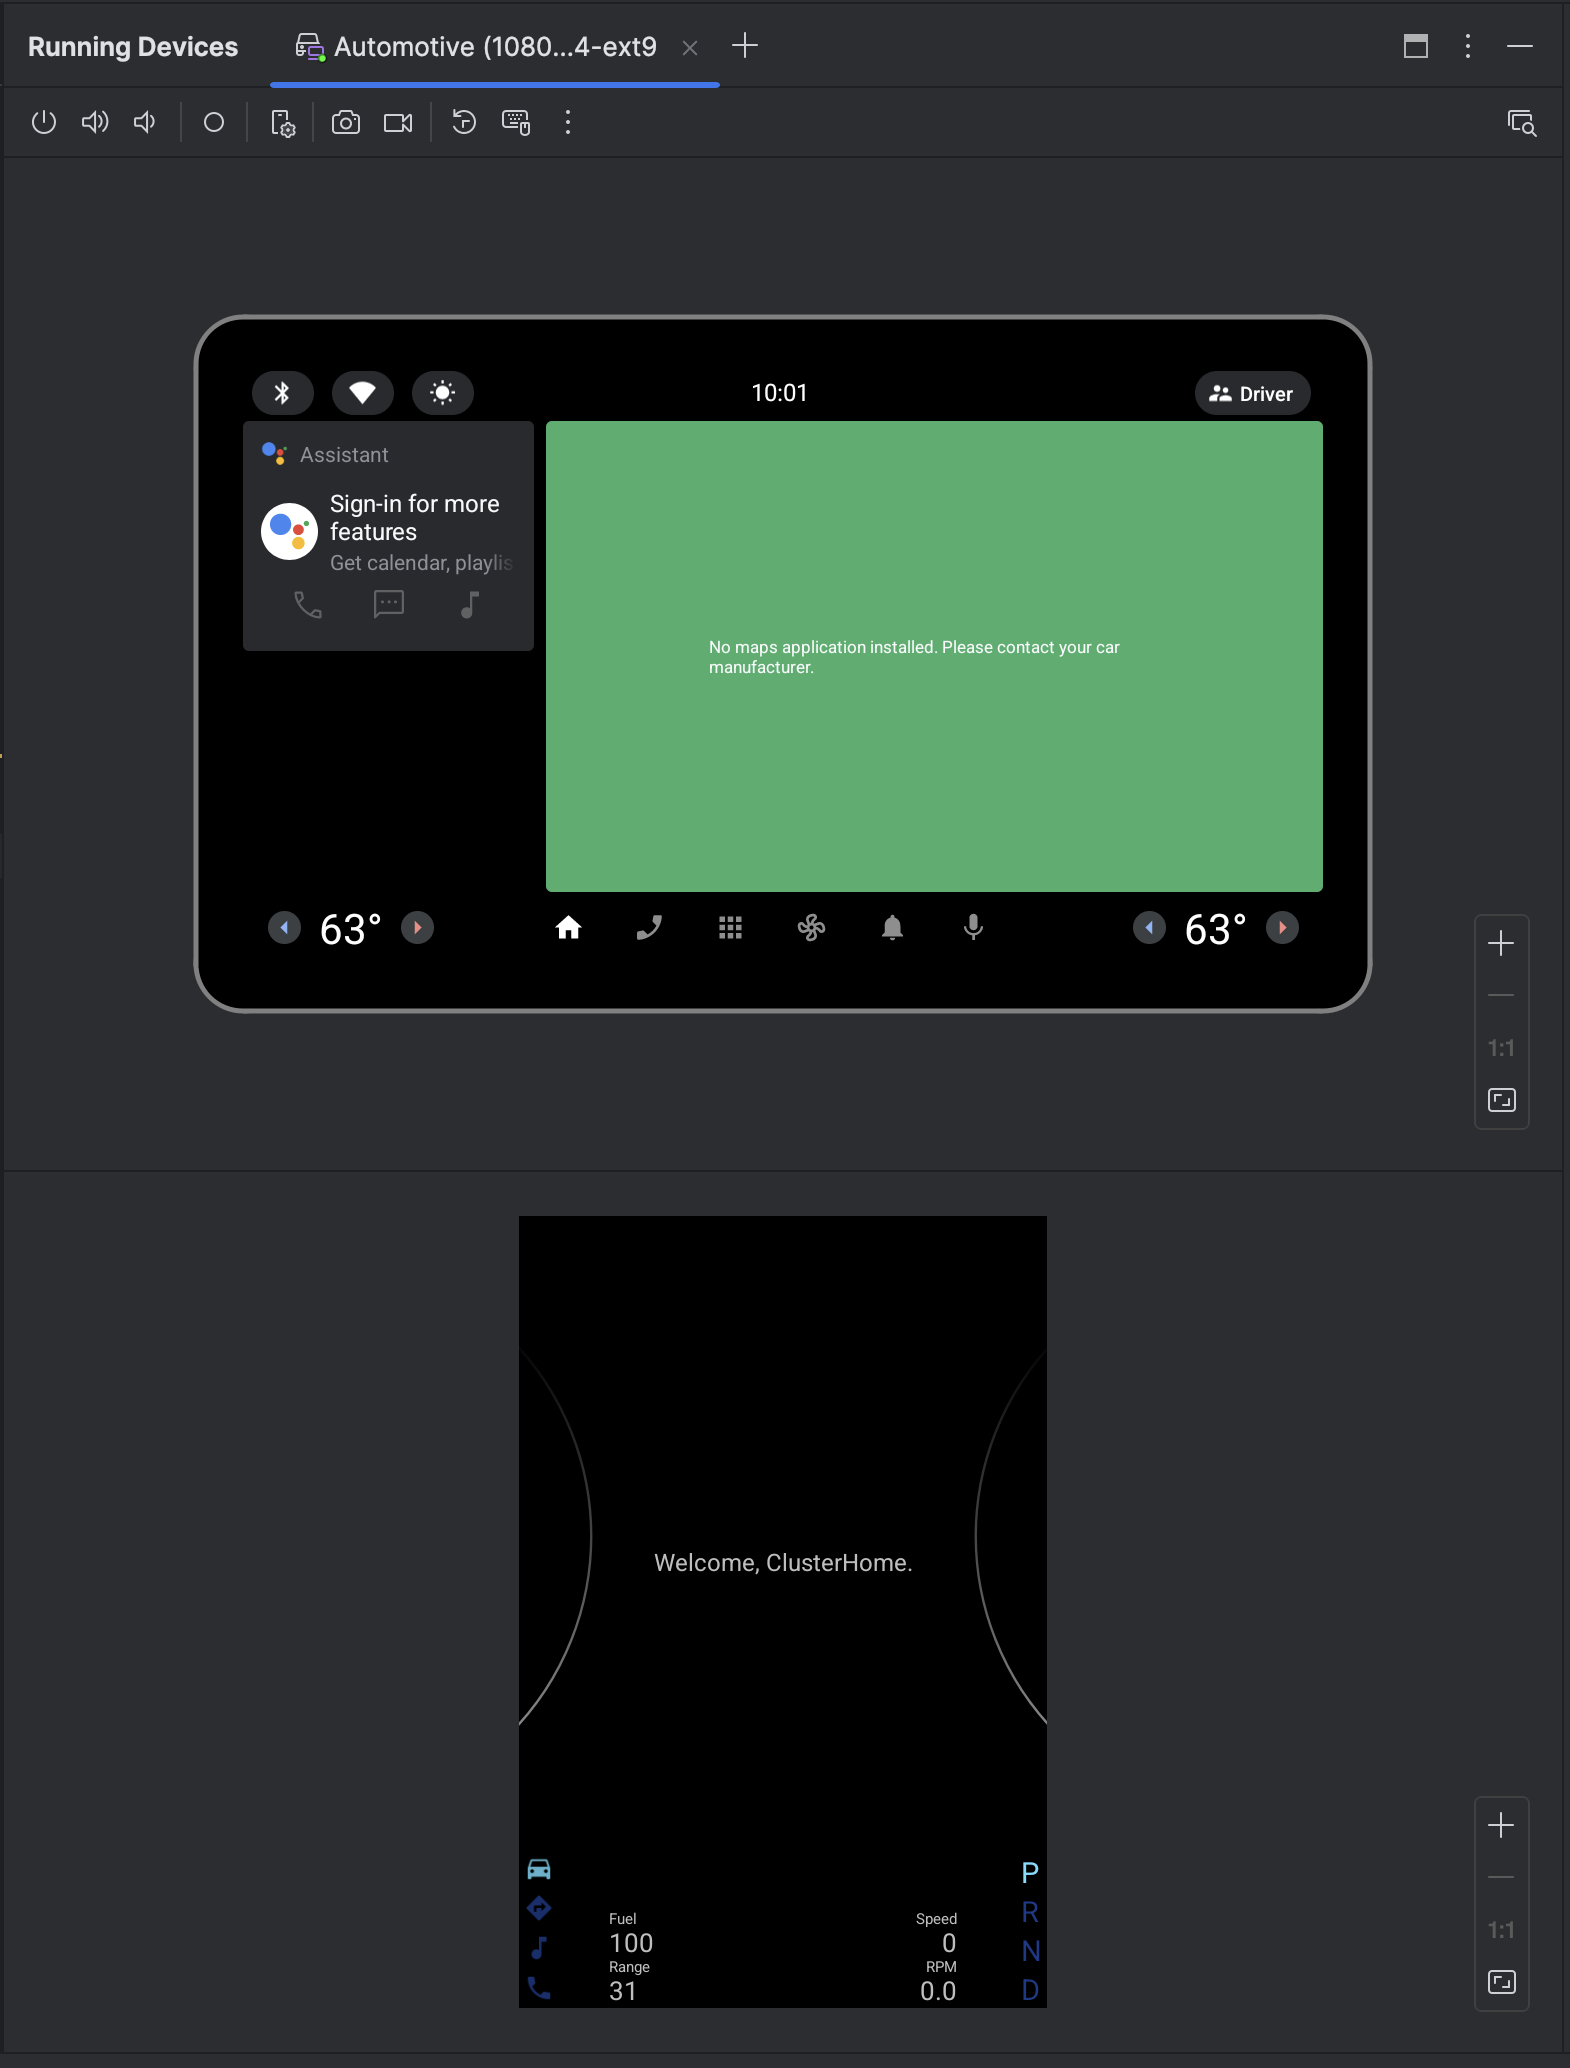 Running Devices
Automotive (1080...4-ext9
10:01
Driver
Assistant
Sign-in for more
features
Get calendar, playlis
No maps application installed. Please contact your car
manufacturer.
63°
63°
1:1
Welcome, ClusterHome.
P
R
N
D
Fuel
100
Range
31
Speed
0
RPM
0.0
1:1